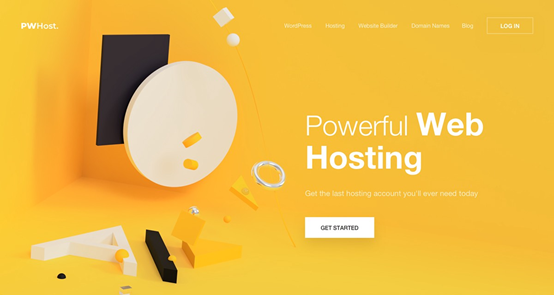 PWHost.
WordPress Hosting Website Builder Domain Names Blog LOG IN
Powerful Web
Hosting
Get the last hosting account you'll ever need today
GET STARTED